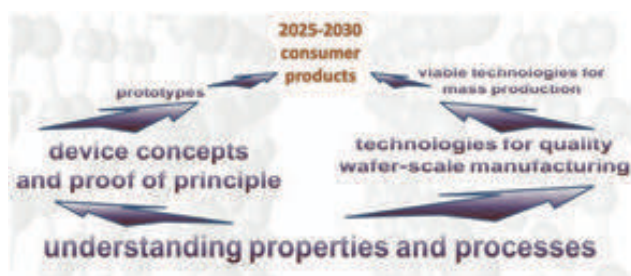 2025-2030
consumer
products
prototypes
viable technologies for
mass production
device concepts
and proof of principle
technologies for quality
wafer-scale manufacturing
understanding properties and processes